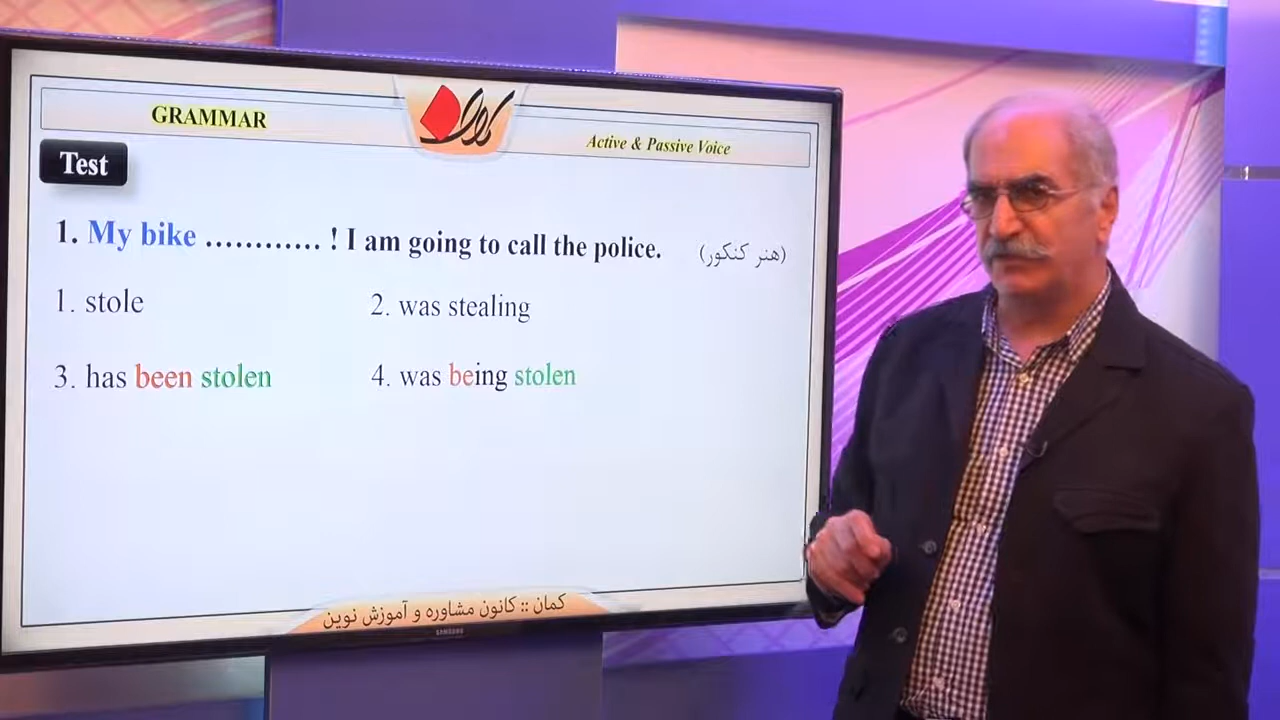 GRAMMAR
Active & Passive Voice
Test
1. My bike ………… ! I am going to call the police. (هنر کنکور)
1. stole
2. was stealing
3. has been stolen
4. was being stolen
کمان :: کانون مشاوره و آموزش نوین
SAMSUNG